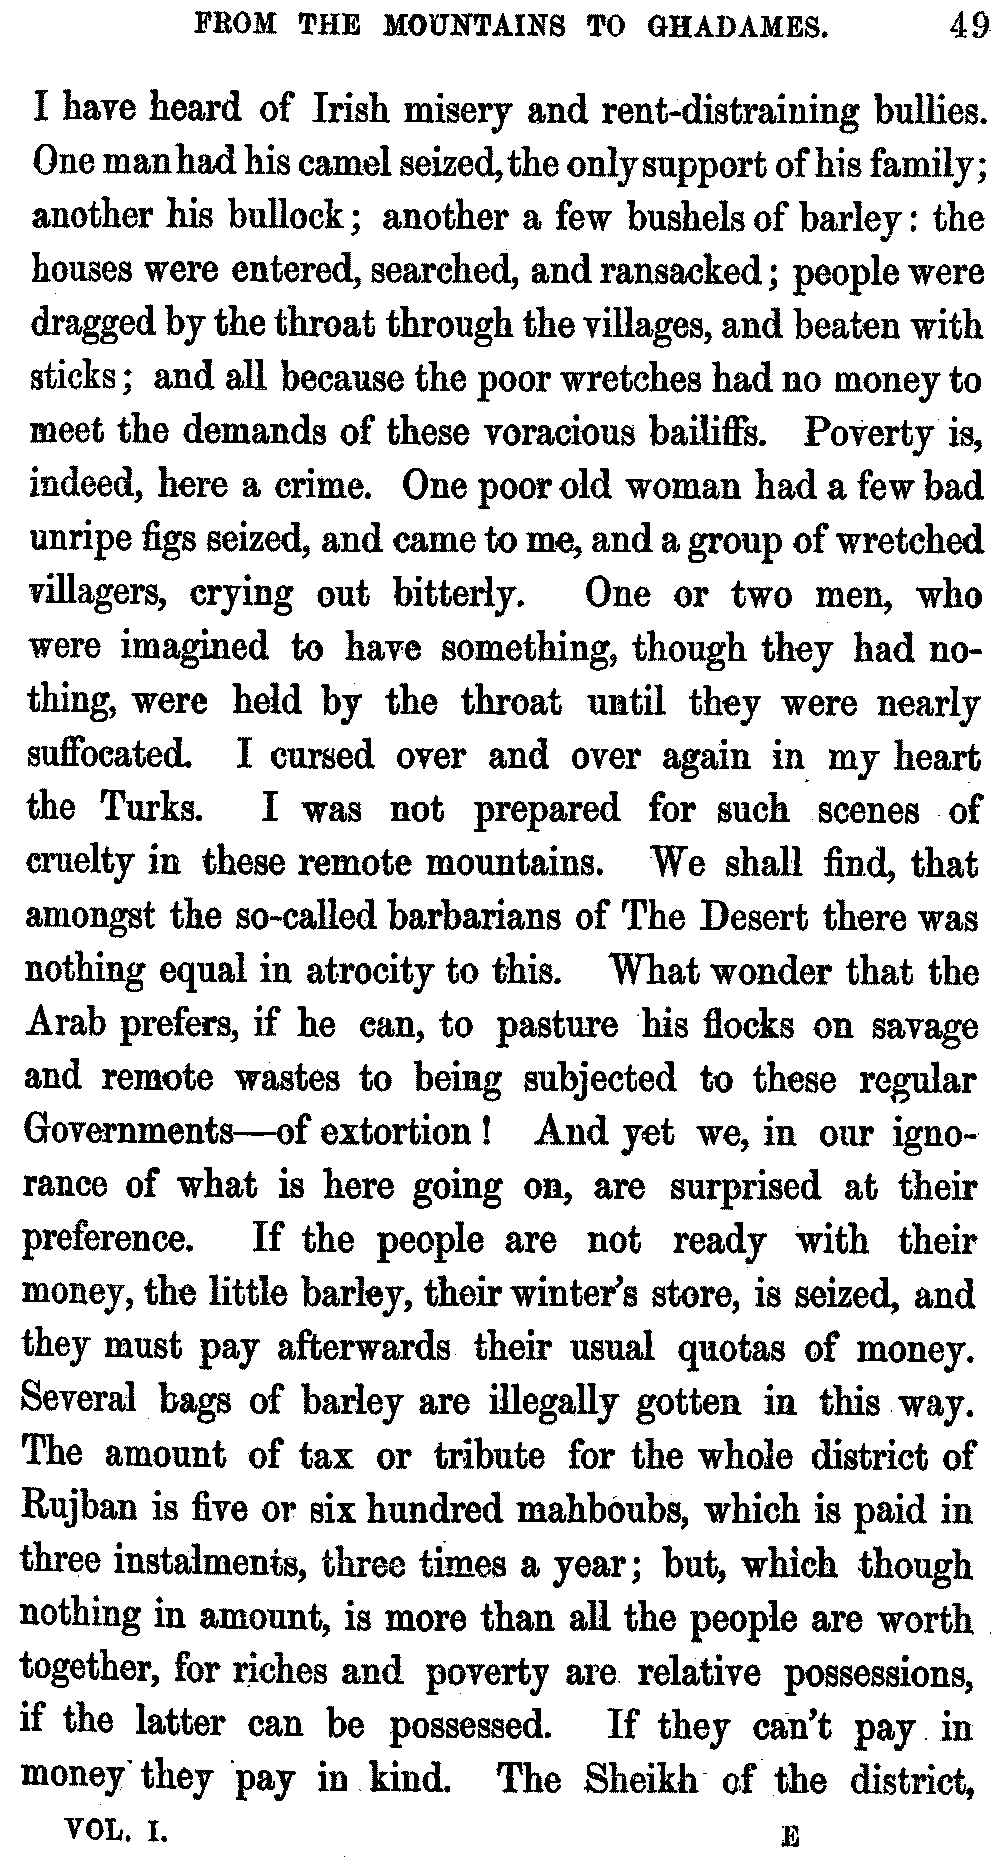 FROM THE MOUNTAINS TO GHADAMES. 49
I have heard of Irish misery and rent-distraining bullies.
One man had his camel seized, the only support of his family;
another his bullock; another a few bushels of barley: the
houses were entered, searched, and ransacked; people were
dragged by the throat through the villages, and beaten with
sticks; and all because the poor wretches had no money to
meet the demands of these voracious bailiffs. Poverty is,
indeed, here a crime. One poor old woman had a few bad
unripe figs seized, and came to me, and a group of wretched
villagers, crying out bitterly. One or two men, who
were imagined to have something, though they had no-
thing, were held by the throat until they were nearly
suffocated. I cursed over and over again in my heart
the Turks. I was not prepared for such scenes of
cruelty in these remote mountains. We shall find, that
amongst the so-called barbarians of The Desert there was
nothing equal in atrocity to this. What wonder that the
Arab prefers, if he can, to pasture his flocks on savage
and remote wastes to being subjected to these regular
Governments—of extortion! And yet we, in our igno-
rance of what is here going on, are surprised at their
preference. If the people are not ready with their
money, the little barley, their winter's store, is seized, and
they must pay afterwards their usual quotas of money.
Several bags of barley are illegally gotten in this way.
The amount of tax or tribute for the whole district of
Rujban is five or six hundred mahboubs, which is paid in
three instalments, three times a year; but, which though
nothing in amount, is more than all the people are worth
together, for riches and poverty are relative possessions,
if the latter can be possessed. If they can't pay in
money they pay in kind. The Sheikh of the district,
VOL. I. E